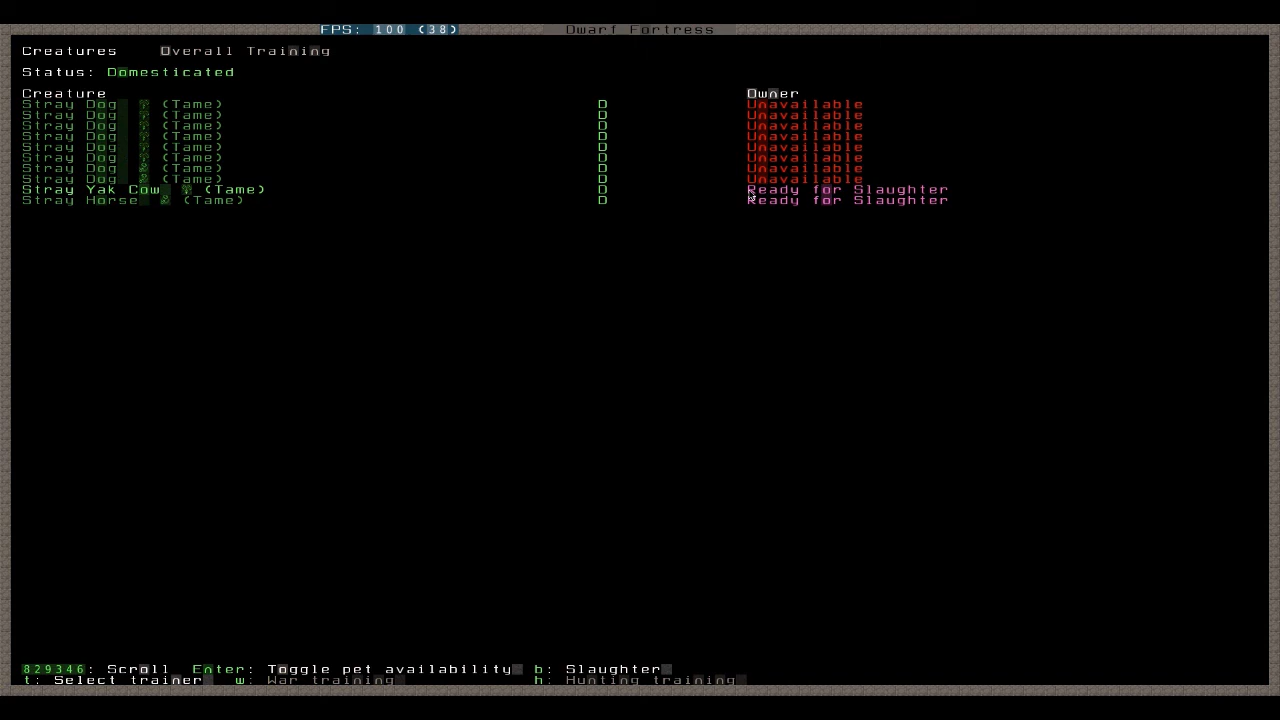 FPS: 100 (38) Dwarf Fortress
Creatures Overall Training
Status: Domesticated
Creature Owner
Stray Dog ♀ (Tame) D Unavailable
Stray Dog ♀ (Tame) D Unavailable
Stray Dog ♀ (Tame) D Unavailable
Stray Dog ♀ (Tame) D Unavailable
Stray Dog ♀ (Tame) D Unavailable
Stray Dog ♀ (Tame) D Unavailable
Stray Dog ♂ (Tame) D Unavailable
Stray Dog ♂ (Tame) D Unavailable
Stray Yak Cow ♀ (Tame) D Ready for Slaughter
Stray Horse ♂ (Tame) D Ready for Slaughter
829346: Scroll Enter: Toggle pet availability b: Slaughter
t: Select trainer w: War training h: Hunting training